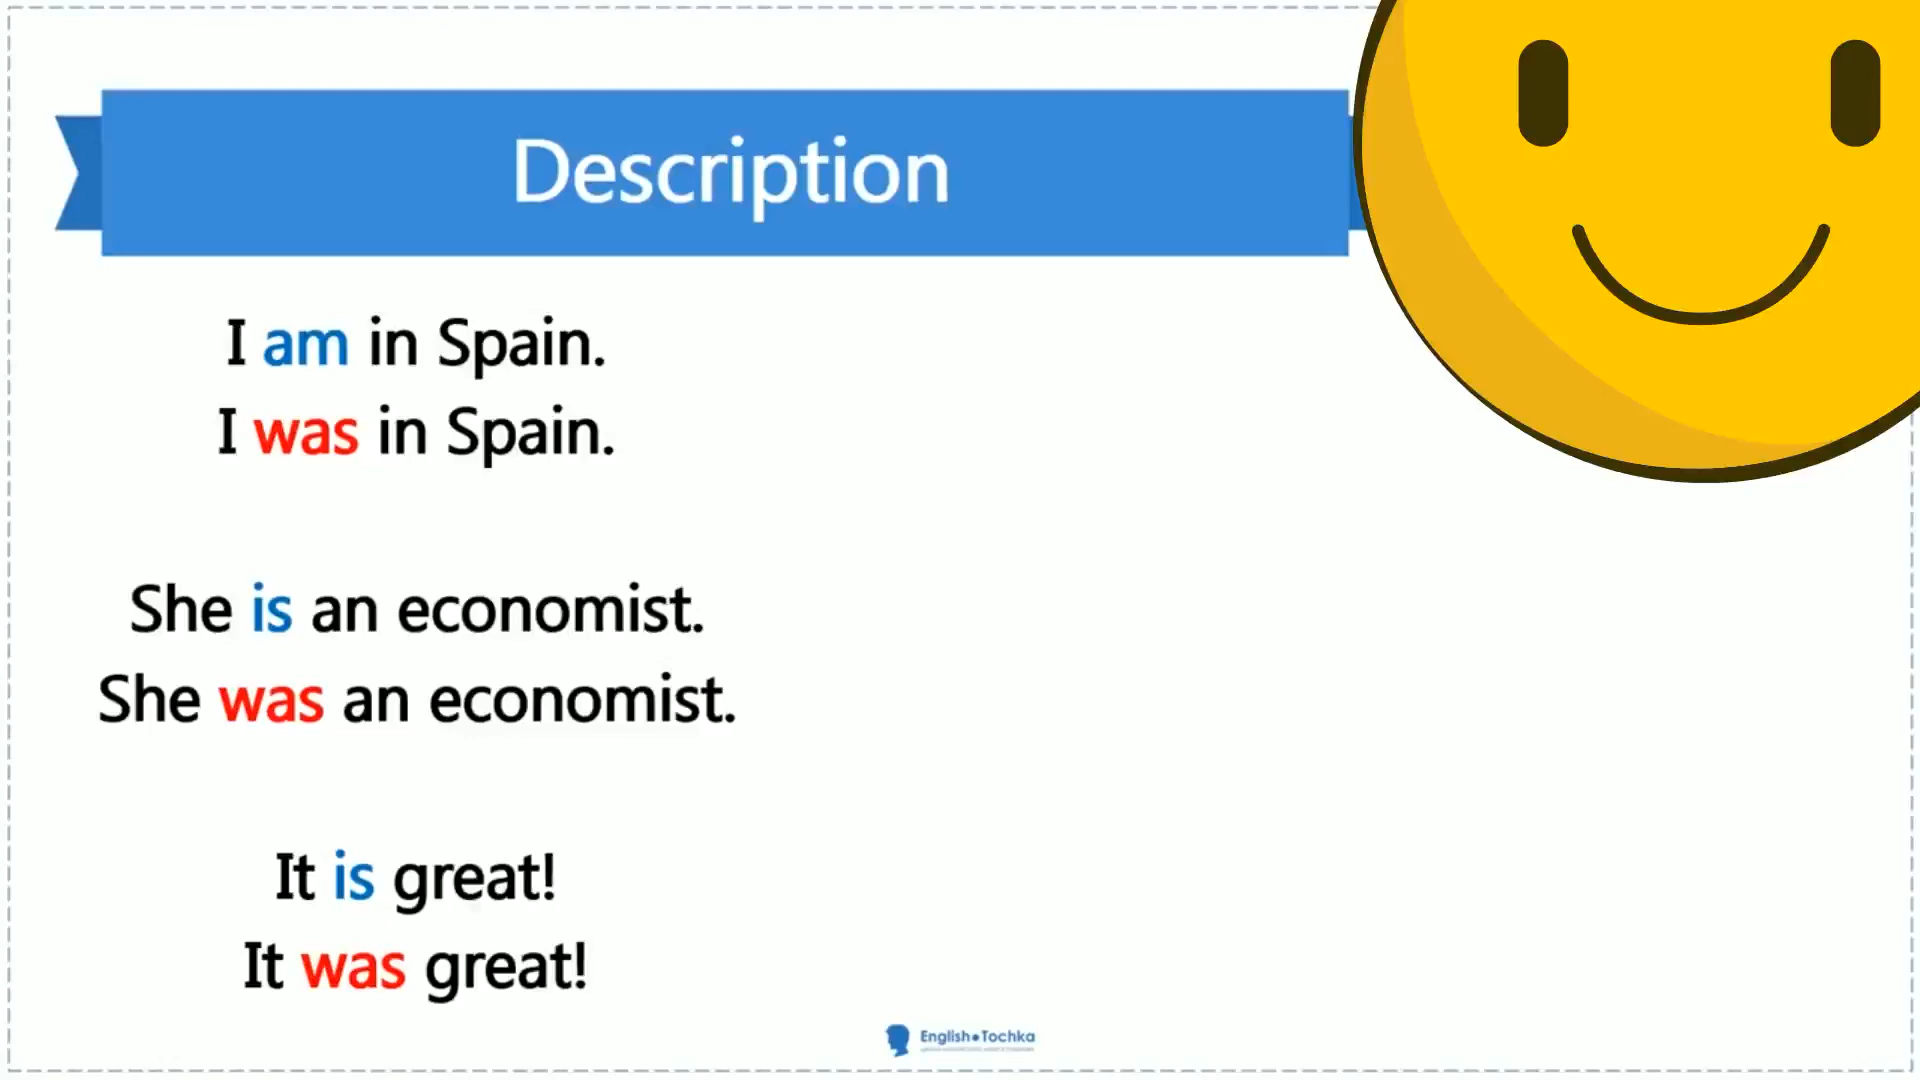 Description
I am in Spain.
I was in Spain.
She is an economist.
She was an economist.
It is great!
It was great!
English•Tochka